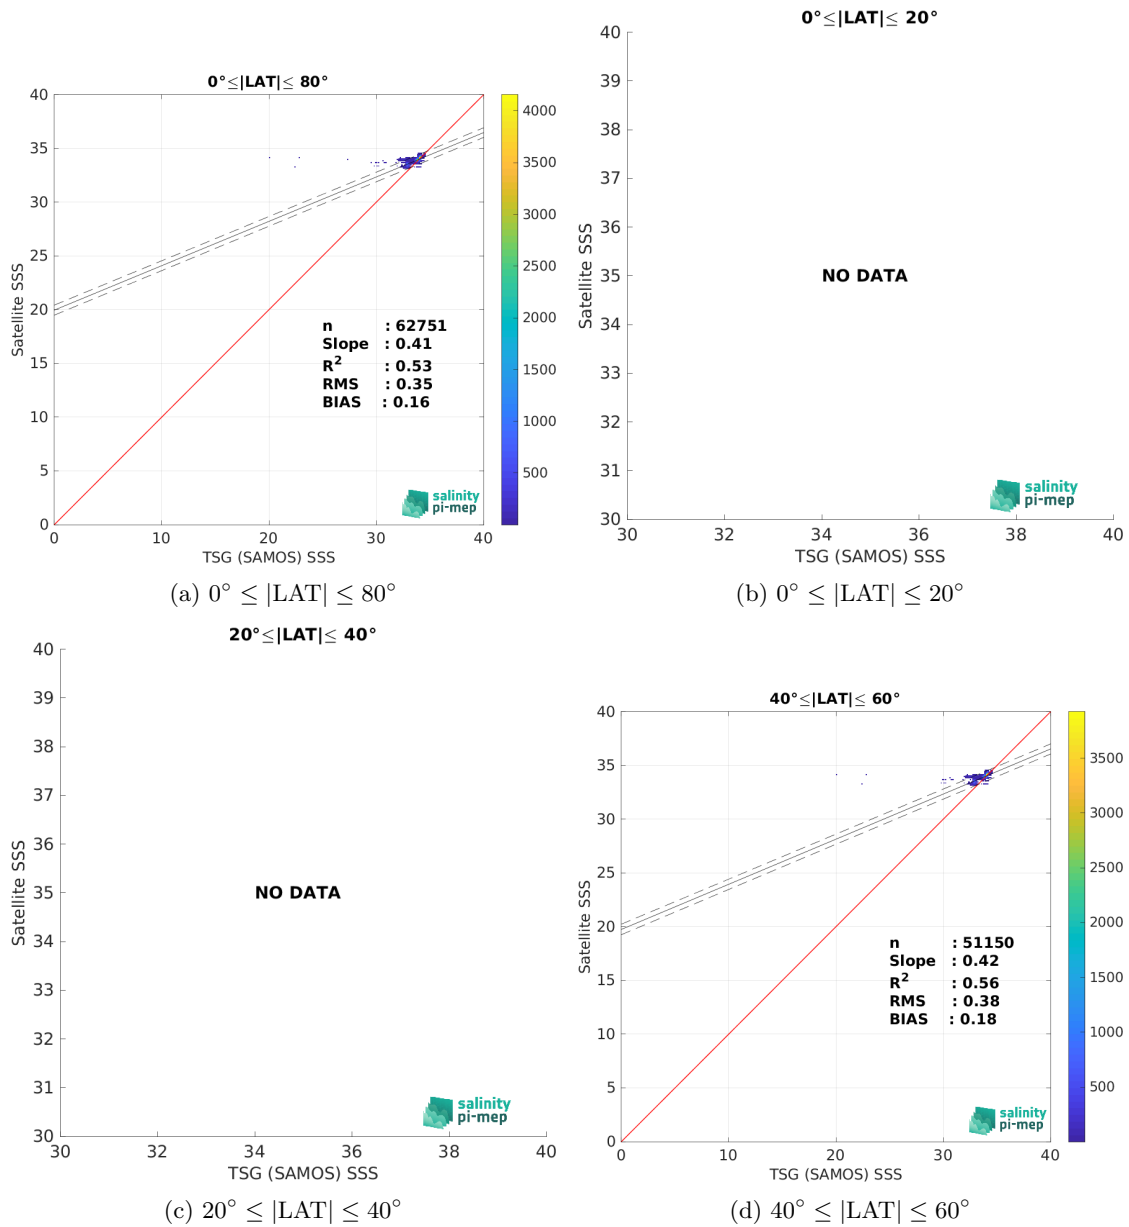 0°≤|LAT|≤ 80°
40
35
30
25
20
15
10
5
0
0
10
20
30
40
Satellite SSS
TSG (SAMOS) SSS
n : 62751
Slope : 0.41
R² : 0.53
RMS : 0.35
BIAS : 0.16
salinity
pi-mep
4000
3500
3000
2500
2000
1500
1000
500
(a) 0° ≤ |LAT| ≤ 80°
0°≤|LAT|≤ 20°
40
39
38
37
36
35
34
33
32
31
30
30
32
34
36
38
40
Satellite SSS
TSG (SAMOS) SSS
NO DATA
salinity
pi-mep
(b) 0° ≤ |LAT| ≤ 20°
20°≤|LAT|≤ 40°
40
39
38
37
36
35
34
33
32
31
30
30
32
34
36
38
40
Satellite SSS
TSG (SAMOS) SSS
NO DATA
salinity
pi-mep
(c) 20° ≤ |LAT| ≤ 40°
40°≤|LAT|≤ 60°
40
35
30
25
20
15
10
5
0
0
10
20
30
40
Satellite SSS
TSG (SAMOS) SSS
n : 51150
Slope : 0.42
R² : 0.56
RMS : 0.38
BIAS : 0.18
salinity
pi-mep
3500
3000
2500
2000
1500
1000
500
(d) 40° ≤ |LAT| ≤ 60°